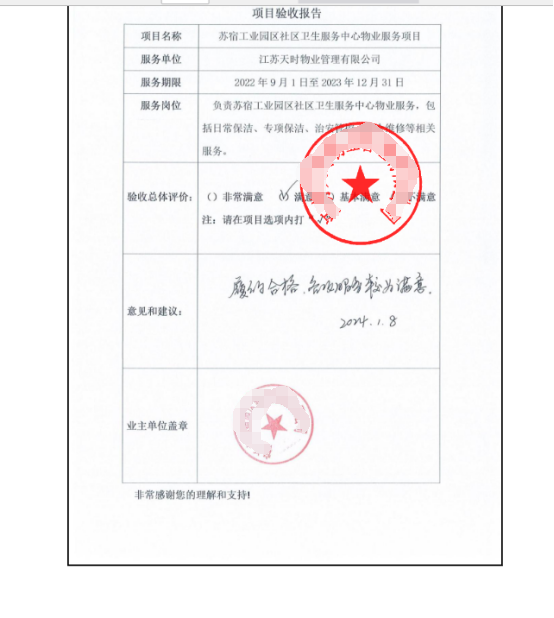 项目验收报告
项目名称 苏宿工业园区社区卫生服务中心物业服务项目
服务单位 江苏天时物业管理有限公司
服务期限 2022 年 9 月 1 日至 2023 年 12 月 31 日
服务岗位 负责苏宿工业园区社区卫生服务中心物业服务，包
括日常保洁、专项保洁、治安 维修等相关
服务。
验收总体评价： （）非常满意 （√）满意 ）基本满意 不满意
注：请在项目选项内打
意见和建议： 履约合格、各项服务较为满意.
2024.1.8
业主单位盖章
非常感谢您的理解和支持!